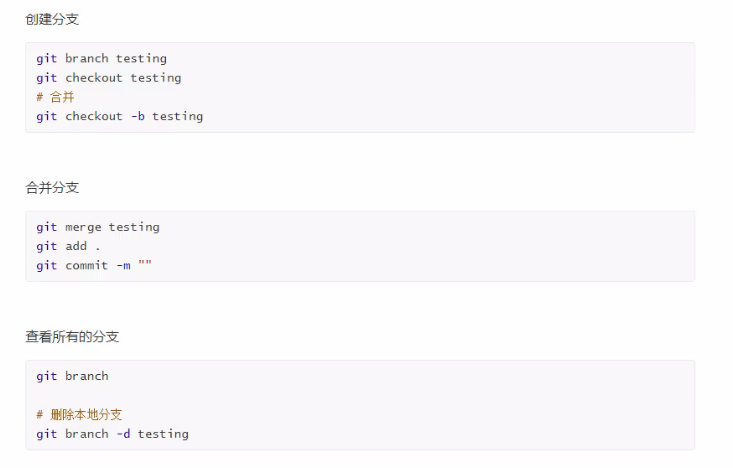 创建分支
git branch testing
git checkout testing
# 合并
git checkout -b testing
合并分支
git merge testing
git add .
git commit -m ""
查看所有的分支
git branch
# 删除本地分支
git branch -d testing